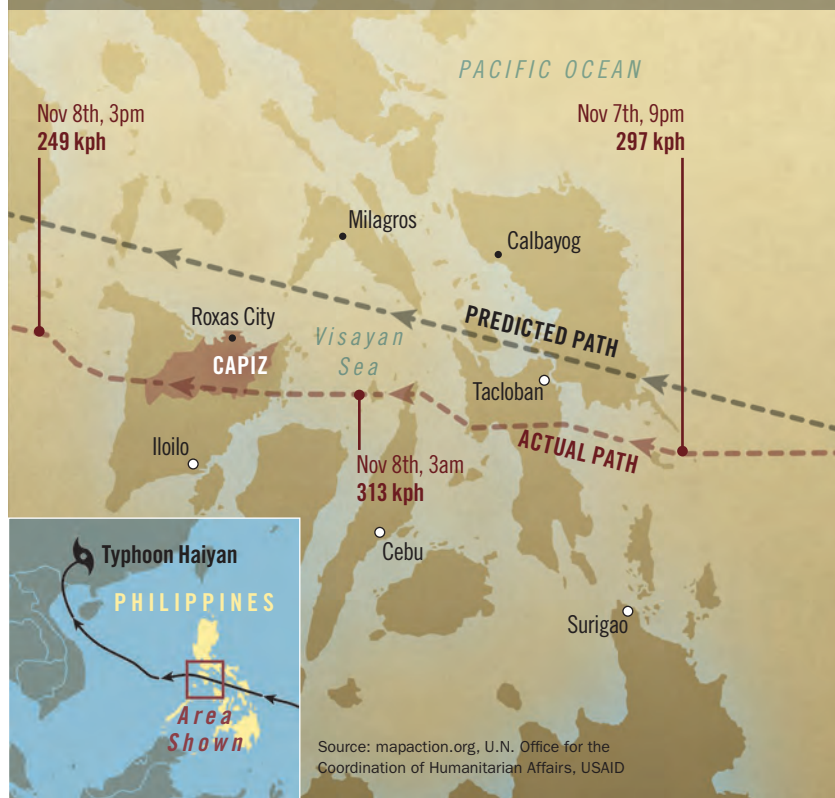 PACIFIC OCEAN
Nov 8th, 3pm
249 kph
Nov 7th, 9pm
297 kph
Milagros
Calbayog
Roxas City
Visayan
Sea
PREDICTED PATH
CAPIZ
Tacloban
ACTUAL PATH
Iloilo
Nov 8th, 3am
313 kph
Cebu
Typhoon Haiyan
PHILIPPINES
Area
Shown
Surigao
Source: mapaction.org, U.N. Office for the
Coordination of Humanitarian Affairs, USAID